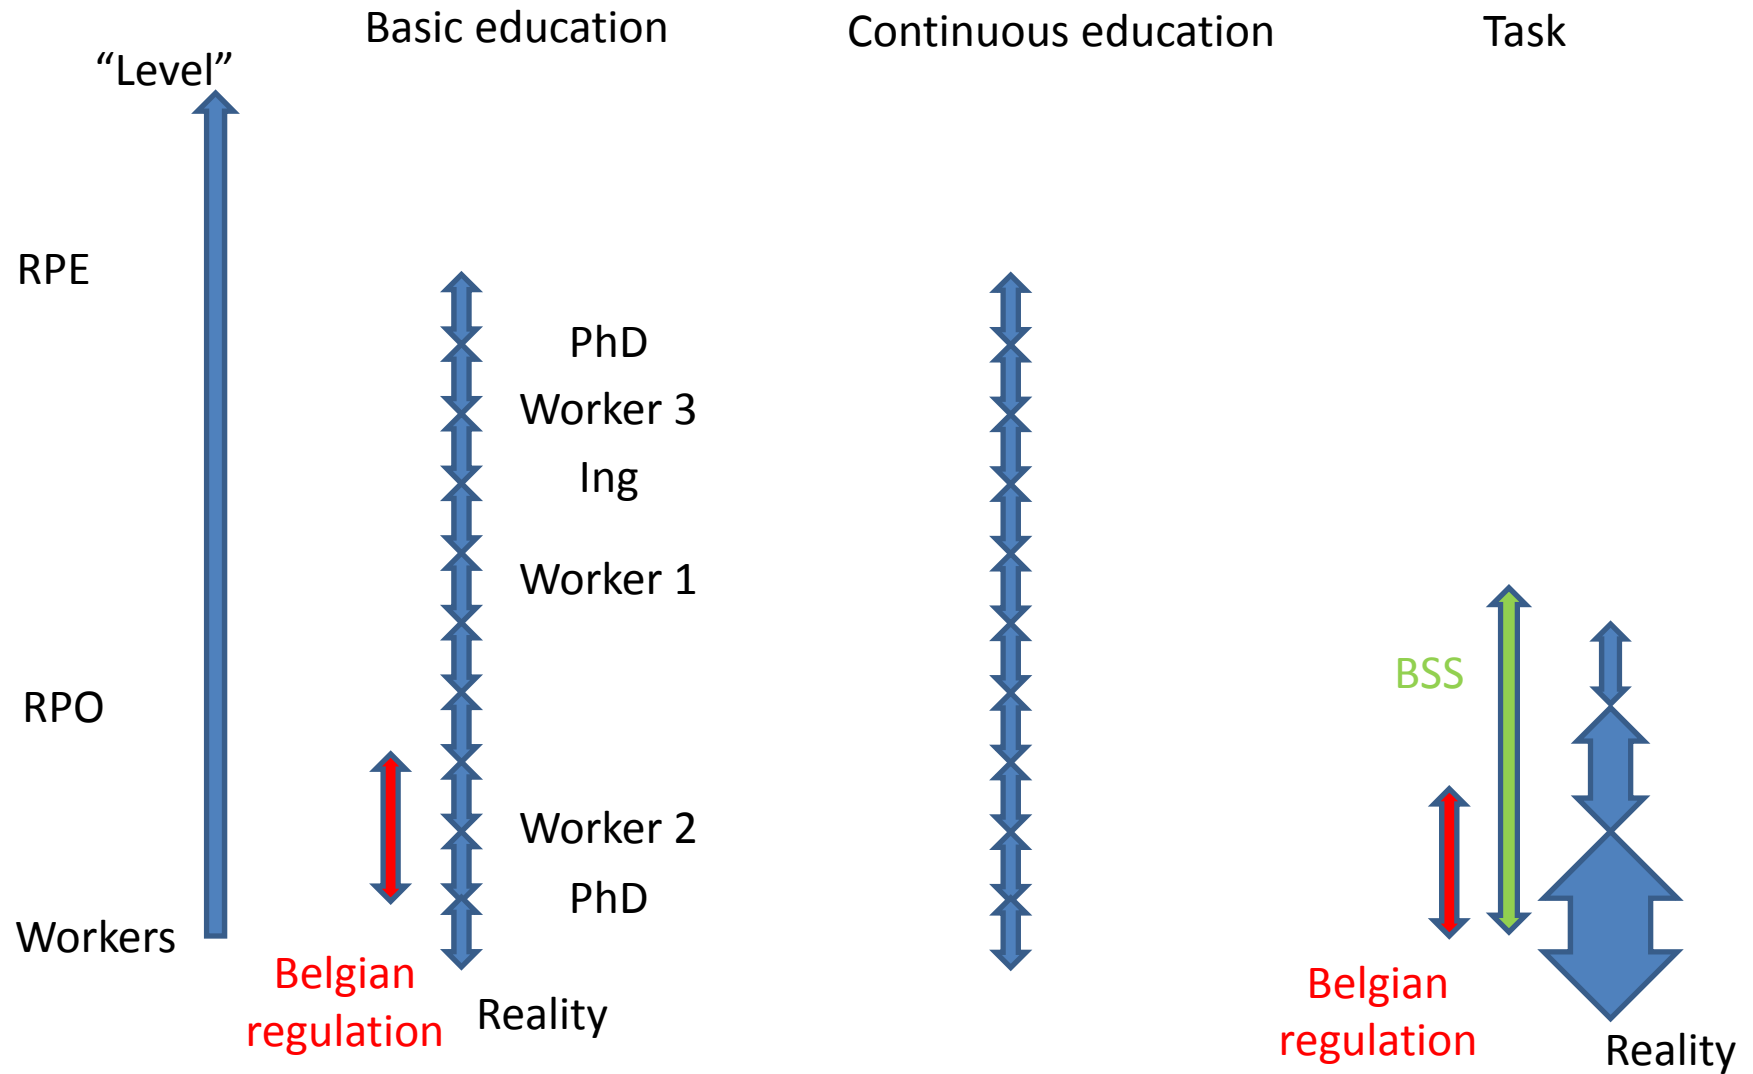 Basic education
Continuous education
Task
“Level”
RPE
PhD
Worker 3
Ing
Worker 1
BSS
RPO
Worker 2
PhD
Workers
Belgian
regulation
Reality
Belgian
regulation
Reality